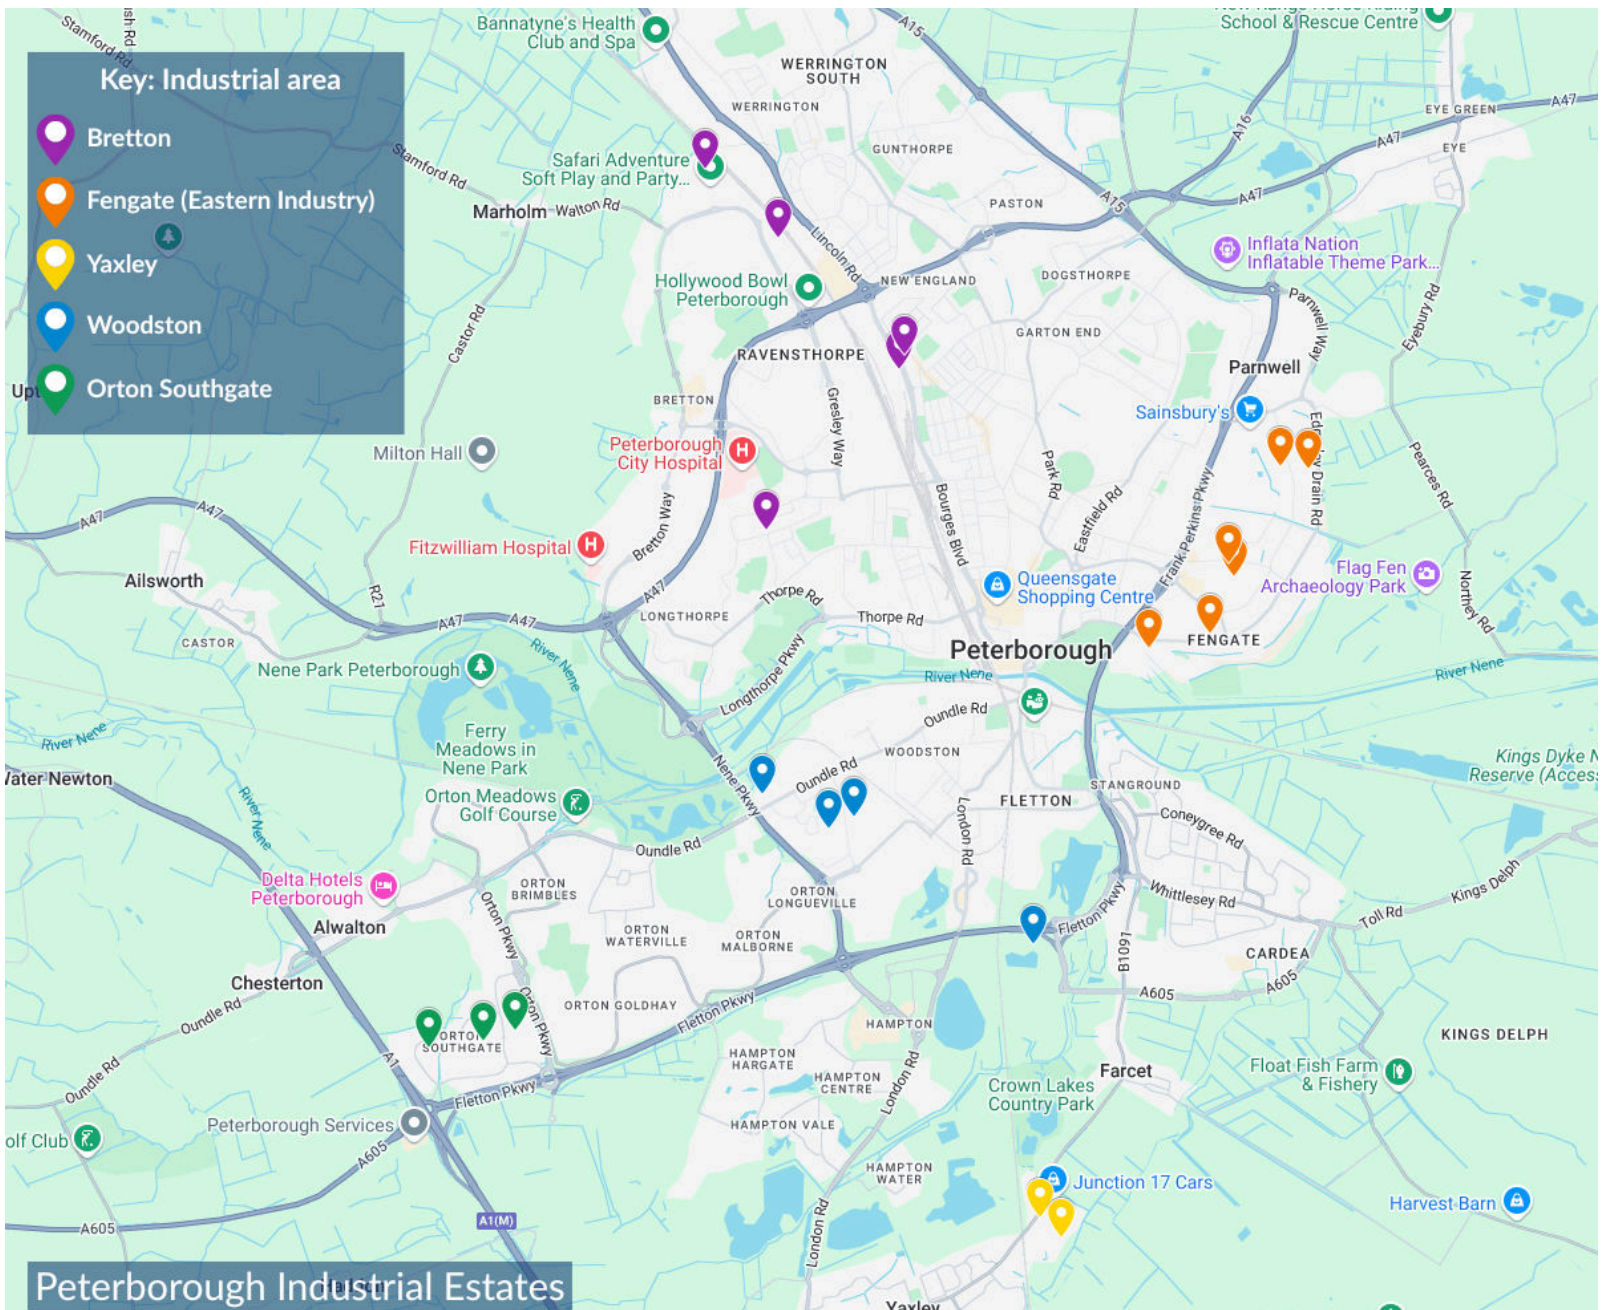 Key: Industrial area
Bretton
Fengate (Eastern Industry)
Yaxley
Woodston
Orton Southgate
Stamford Rd
Bannatyne's Health
Club and Spa
A15
School & Rescue Centre
WERRINGTON
SOUTH
WERRINGTON
A47
EYE GREEN
A16
A47
EYE
GUNTHORPE
Safari Adventure
Soft Play and Party...
Stamford Rd
Marholm
Walton Rd
A15
A47
PASTON
Lincoln Rd
Inflata Nation
Inflatable Theme Park...
Hollywood Bowl
Peterborough
NEW ENGLAND
DOGSTHORPE
Parnwell Way
Eyebury Rd
Castor Rd
GARTON END
RAVENSTHORPE
Parnwell
BRETTON
Gresley Way
Sainsbury's
Milton Hall
Peterborough
City Hospital
Park Rd
Pearces Rd
Bourges Blvd
Eastfield Rd
Frank Perkins Pkwy
A47
A47
Bretton Way
Fitzwilliam Hospital
Ailsworth
R21
A47
Queensgate
Shopping Centre
Flag Fen
Archaeology Park
Northey Rd
Thorpe Rd
Thorpe Rd
LONGTHORPE
A47
A47
CASTOR
FENGATE
Peterborough
Nene Park Peterborough
River Nene
Longthorpe Pkwy
River Nene
River Nene
Oundle Rd
River Nene
Ferry
Meadows in
Nene Park
WOODSTON
Nene Pkwy
Oundle Rd
Kings Dyke N
Reserve (Acces
Vater Newton
River Nene
Orton Meadows
Golf Course
STANGROUND
FLETTON
Coneygree Rd
London Rd
Oundle Rd
Delta Hotels
Peterborough
ORTON
BRIMBLES
ORTON
LONGUEVILLE
Whittlesey Rd
Kings Delph
Toll Rd
Alwalton
Orton Pkwy
ORTON
WATERVILLE
ORTON
MALBORNE
Fletton Pkwy
B1091
CARDEA
Chesterton
A605
A605
Oundle Rd
ORTON GOLDHAY
Orton Pkwy
Fletton Pkwy
HAMPTON
KINGS DELPH
ORTON
SOUTHGATE
A1
HAMPTON
HARGATE
HAMPTON
CENTRE
London Rd
Farcet
Crown Lakes
Country Park
Float Fish Farm
& Fishery
Oundle Rd
Fletton Pkwy
Peterborough Services
HAMPTON VALE
olf Club
A605
HAMPTON
WATER
Junction 17 Cars
Harvest Barn
A605
A1(M)
London Rd
Peterborough Industrial Estates
Yaxley